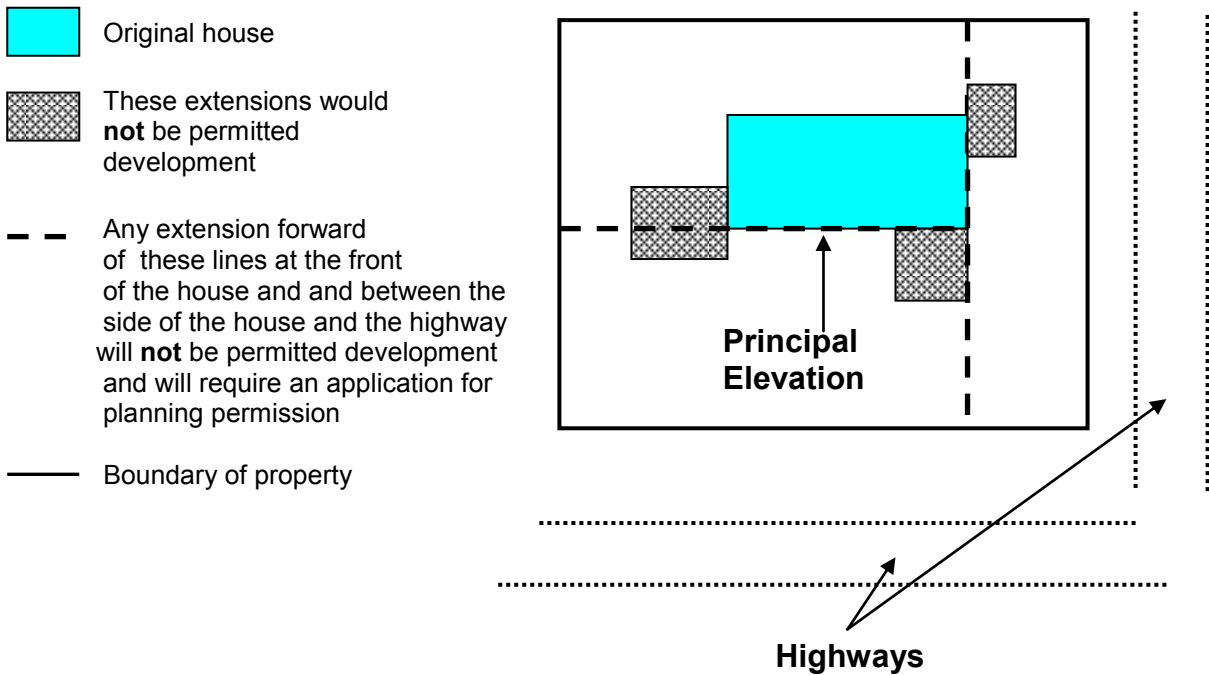 Original house
These extensions would
not be permitted
development
Any extension forward
of these lines at the front
of the house and and between the
side of the house and the highway
will not be permitted development
and will require an application for
planning permission
Boundary of property
Principal
Elevation
Highways